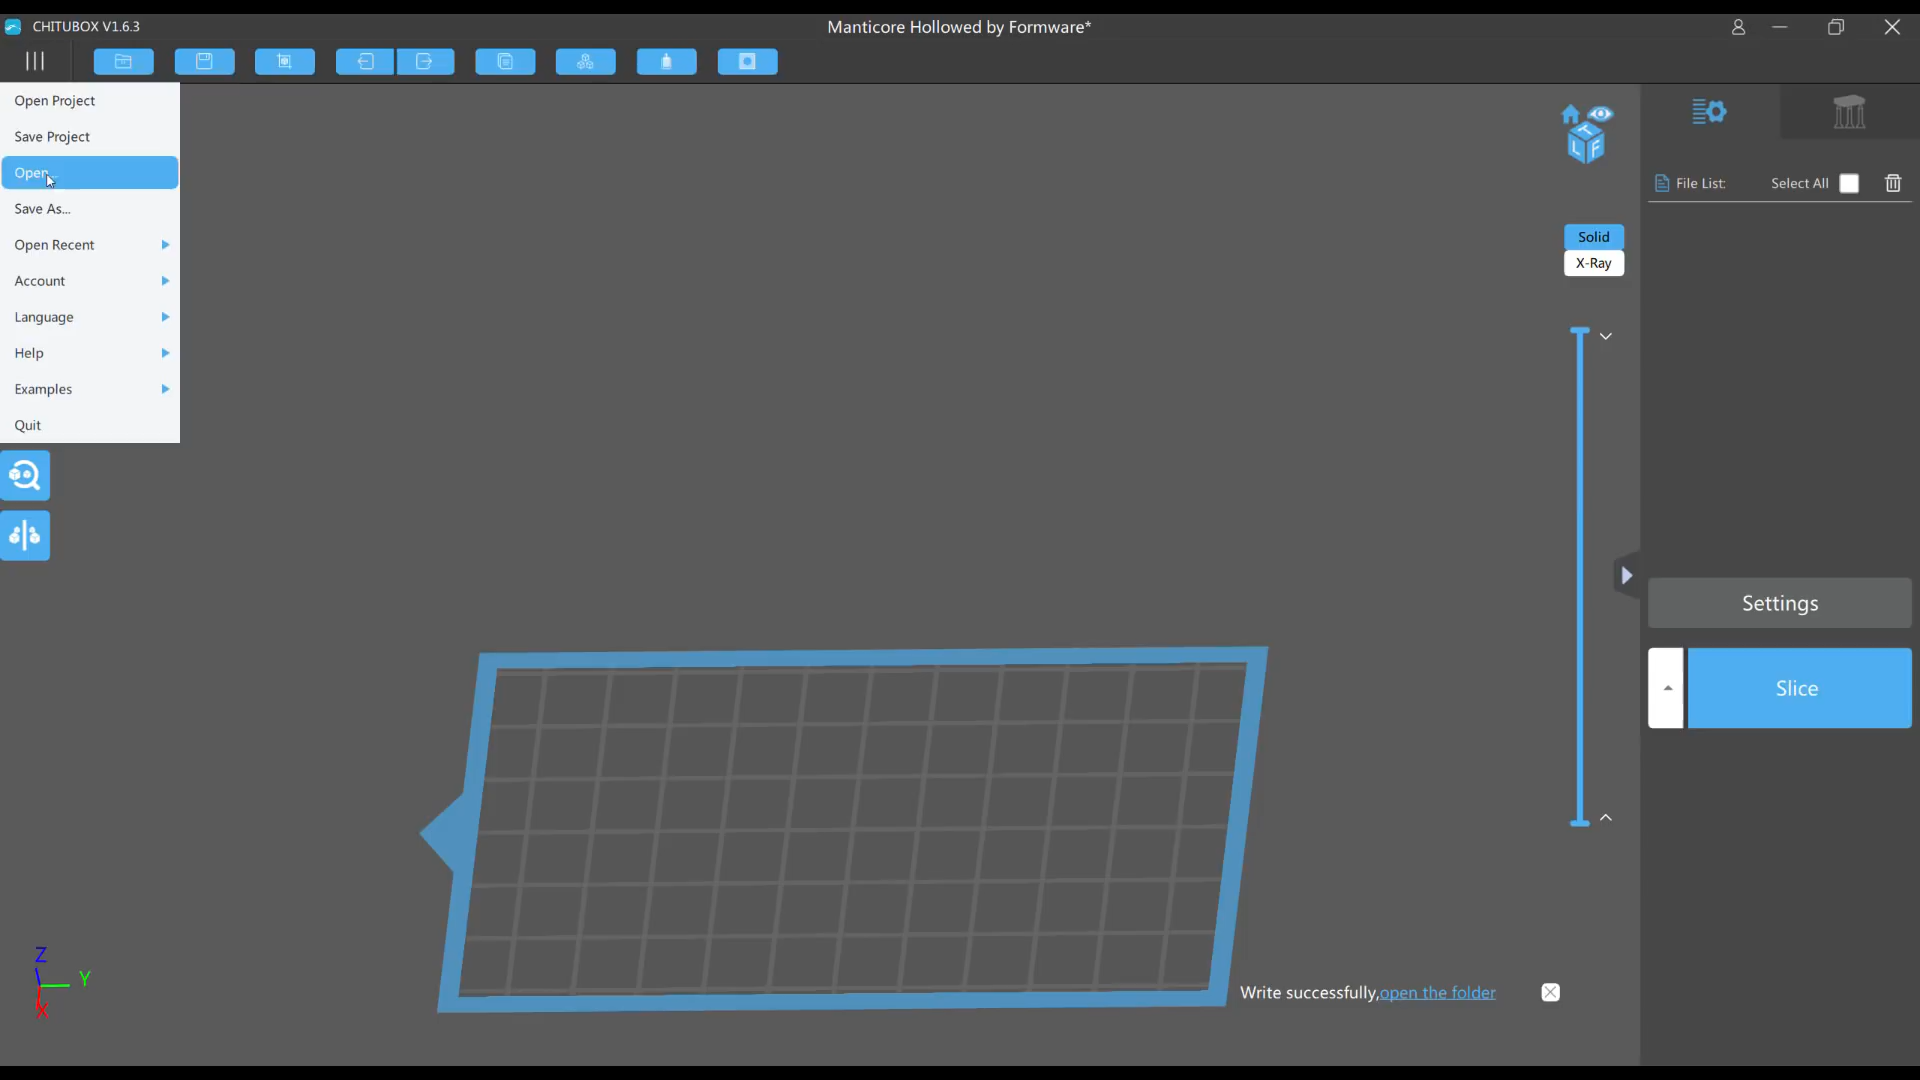 CHITUBOX V1.6.3
Manticore Hollowed by Formware*
Open Project
Save Project
Open...
Save As...
Open Recent
Account
Language
Help
Examples
Quit
T
L F
File List:
Select All
Solid
X-Ray
Settings
Slice
Z
Y
X
Write successfully,open the folder